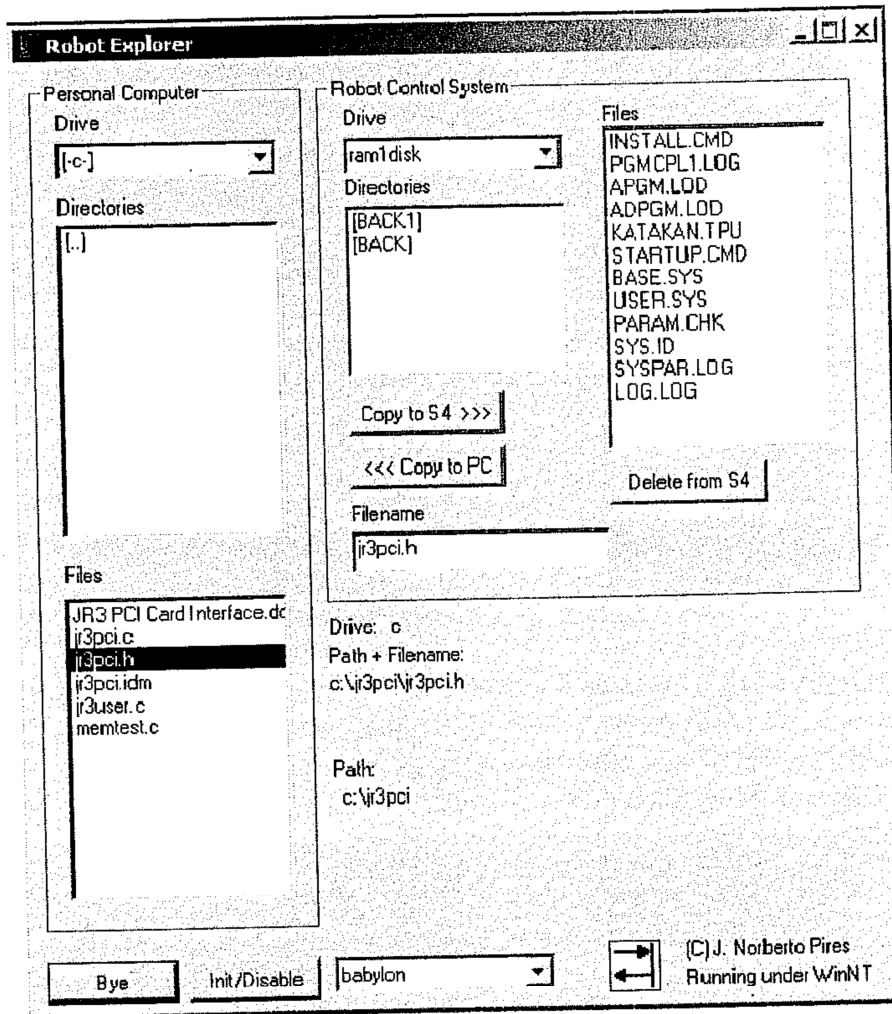 Robot Explorer
Personal Computer
Drive
[-c-]
Directories
[..]
Files
JR3 PCI Card Interface.dc
jr3pci.c
jr3pci.h
jr3pci.idm
jr3user.c
memtest.c
Robot Control System
Drive
ram1disk
Directories
[BACK1]
[BACK]
Copy to S4 >>>
<<< Copy to PC
Filename
jr3pci.h
Files
INSTALL.CMD
PGMCPL1.LOG
APGM.LOD
ADPGM.LOD
KATAKAN.TPU
STARTUP.CMD
BASE.SYS
USER.SYS
PARAM.CHK
SYS.ID
SYSPAR.LOG
LOG.LOG
Delete from S4
Drive: c
Path + Filename:
c:\jr3pci\jr3pci.h
Path:
c:\jr3pci
Bye
Init/Disable
babylon
(C) J. Norberto Pires
Running under WinNT